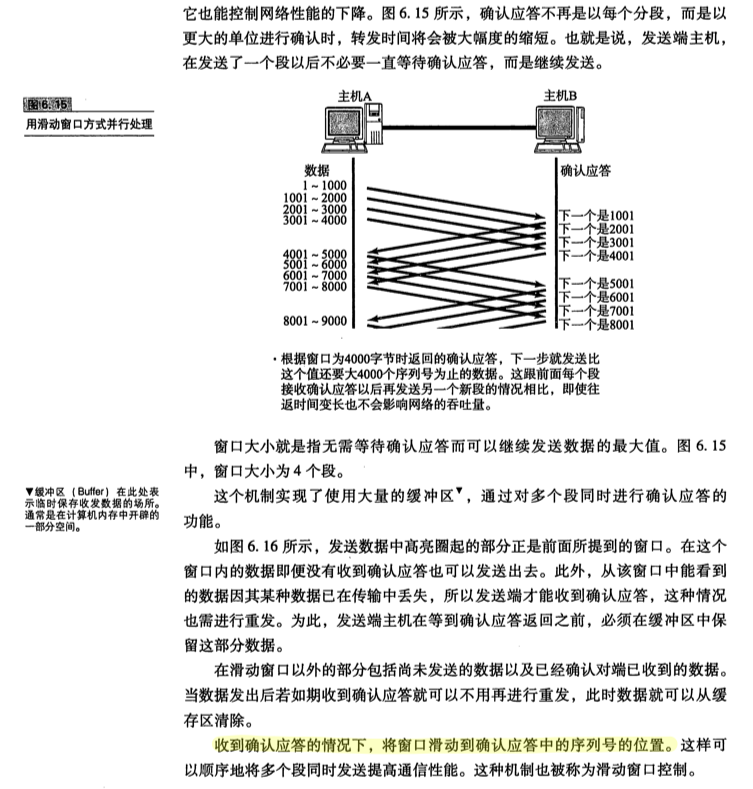 它也能控制网络性能的下降。图 6.15 所示，确认应答不再是以每个分段，而是以
更大的单位进行确认时，转发时间将会被大幅度的缩短。也就是说，发送端主机，
在发送了一个段以后不必要一直等待确认应答，而是继续发送。
图6.15
用滑动窗口方式并行处理
主机A
主机B
数据
确认应答
1 ~ 1000
1001 ~ 2000
2001 ~ 3000
3001 ~ 4000
下一个是1001
下一个是2001
下一个是3001
下一个是4001
4001 ~ 5000
5001 ~ 6000
6001 ~ 7000
7001 ~ 8000
下一个是5001
下一个是6001
下一个是7001
下一个是8001
8001 ~ 9000
· 根据窗口为4000字节时返回的确认应答，下一步就发送比
这个值还要大4000个序列号为止的数据。这跟前面每个段
接收确认应答以后再发送另一个新段的情况相比，即使往
返时间变长也不会影响网络的吞吐量。
窗口大小就是指无需等待确认应答而可以继续发送数据的最大值。图 6.15
中，窗口大小为 4 个段。
▼缓冲区（Buffer）在此处表
示临时保存收发数据的场所。
通常是在计算机内存中开辟的
一部分空间。
这个机制实现了使用大量的缓冲区▼，通过对多个段同时进行确认应答的
功能。
如图 6.16 所示，发送数据中高亮圈起的部分正是前面所提到的窗口。在这个
窗口内的数据即便没有收到确认应答也可以发送出去。此外，从该窗口中能看到
的数据因其某种数据已在传输中丢失，所以发送端才能收到确认应答，这种情况
也需进行重发。为此，发送端主机在等到确认应答返回之前，必须在缓冲区中保
留这部分数据。
在滑动窗口以外的部分包括尚未发送的数据以及已经确认对端已收到的数据。
当数据发出后若如期收到确认应答就可以不用再进行重发，此时数据就可以从缓
存区清除。
收到确认应答的情况下，将窗口滑动到确认应答中的序列号的位置。这样可
以顺序地将多个段同时发送提高通信性能。这种机制也被称为滑动窗口控制。